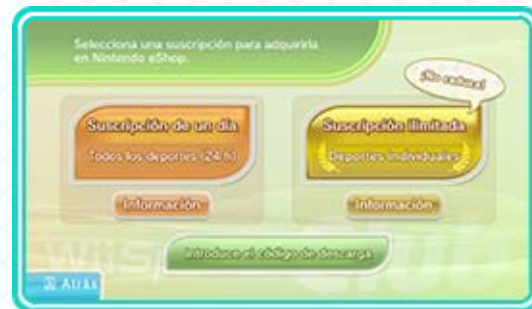 Selecciona una suscripción para adquirirla
en Nintendo eShop.
¡No caduca!
Suscripción de un día
Todos los deportes (24 h)
Suscripción ilimitada
Deportes individuales
Información
Información
Introduce el código de descarga
Atrás